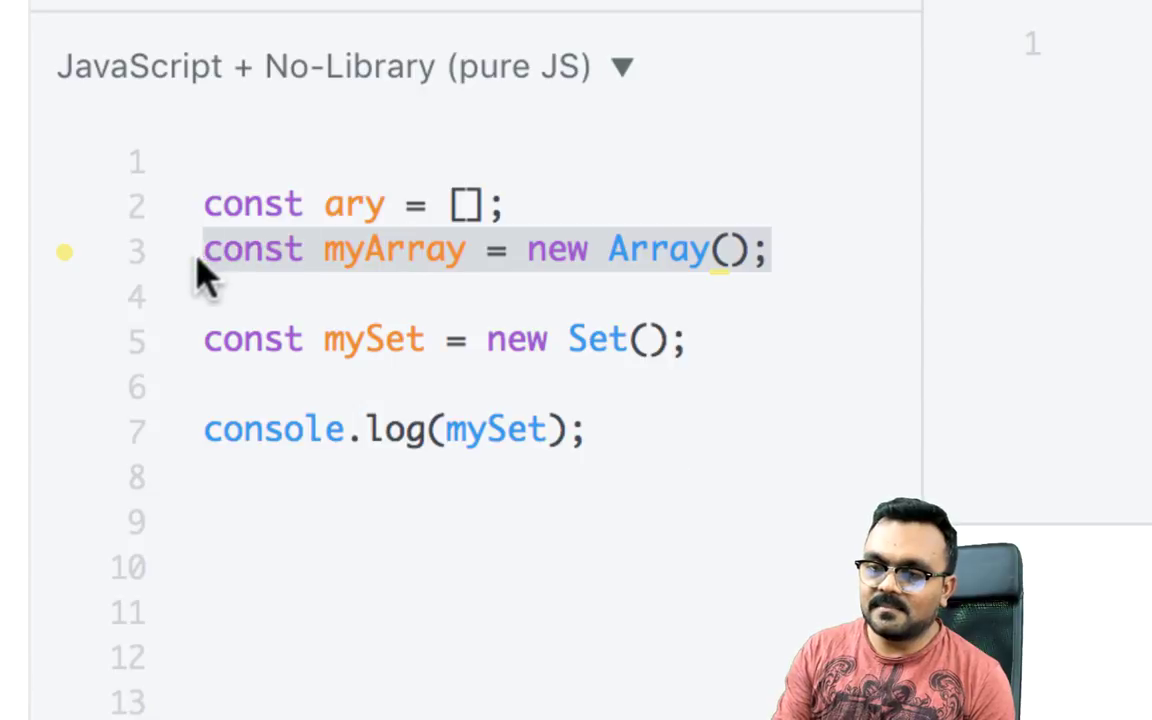 JavaScript + No-Library (pure JS) ▼
1
1
2 const ary = [];
3 const myArray = new Array();
4
5 const mySet = new Set();
6
7 console.log(mySet);
8
9
10
11
12
13